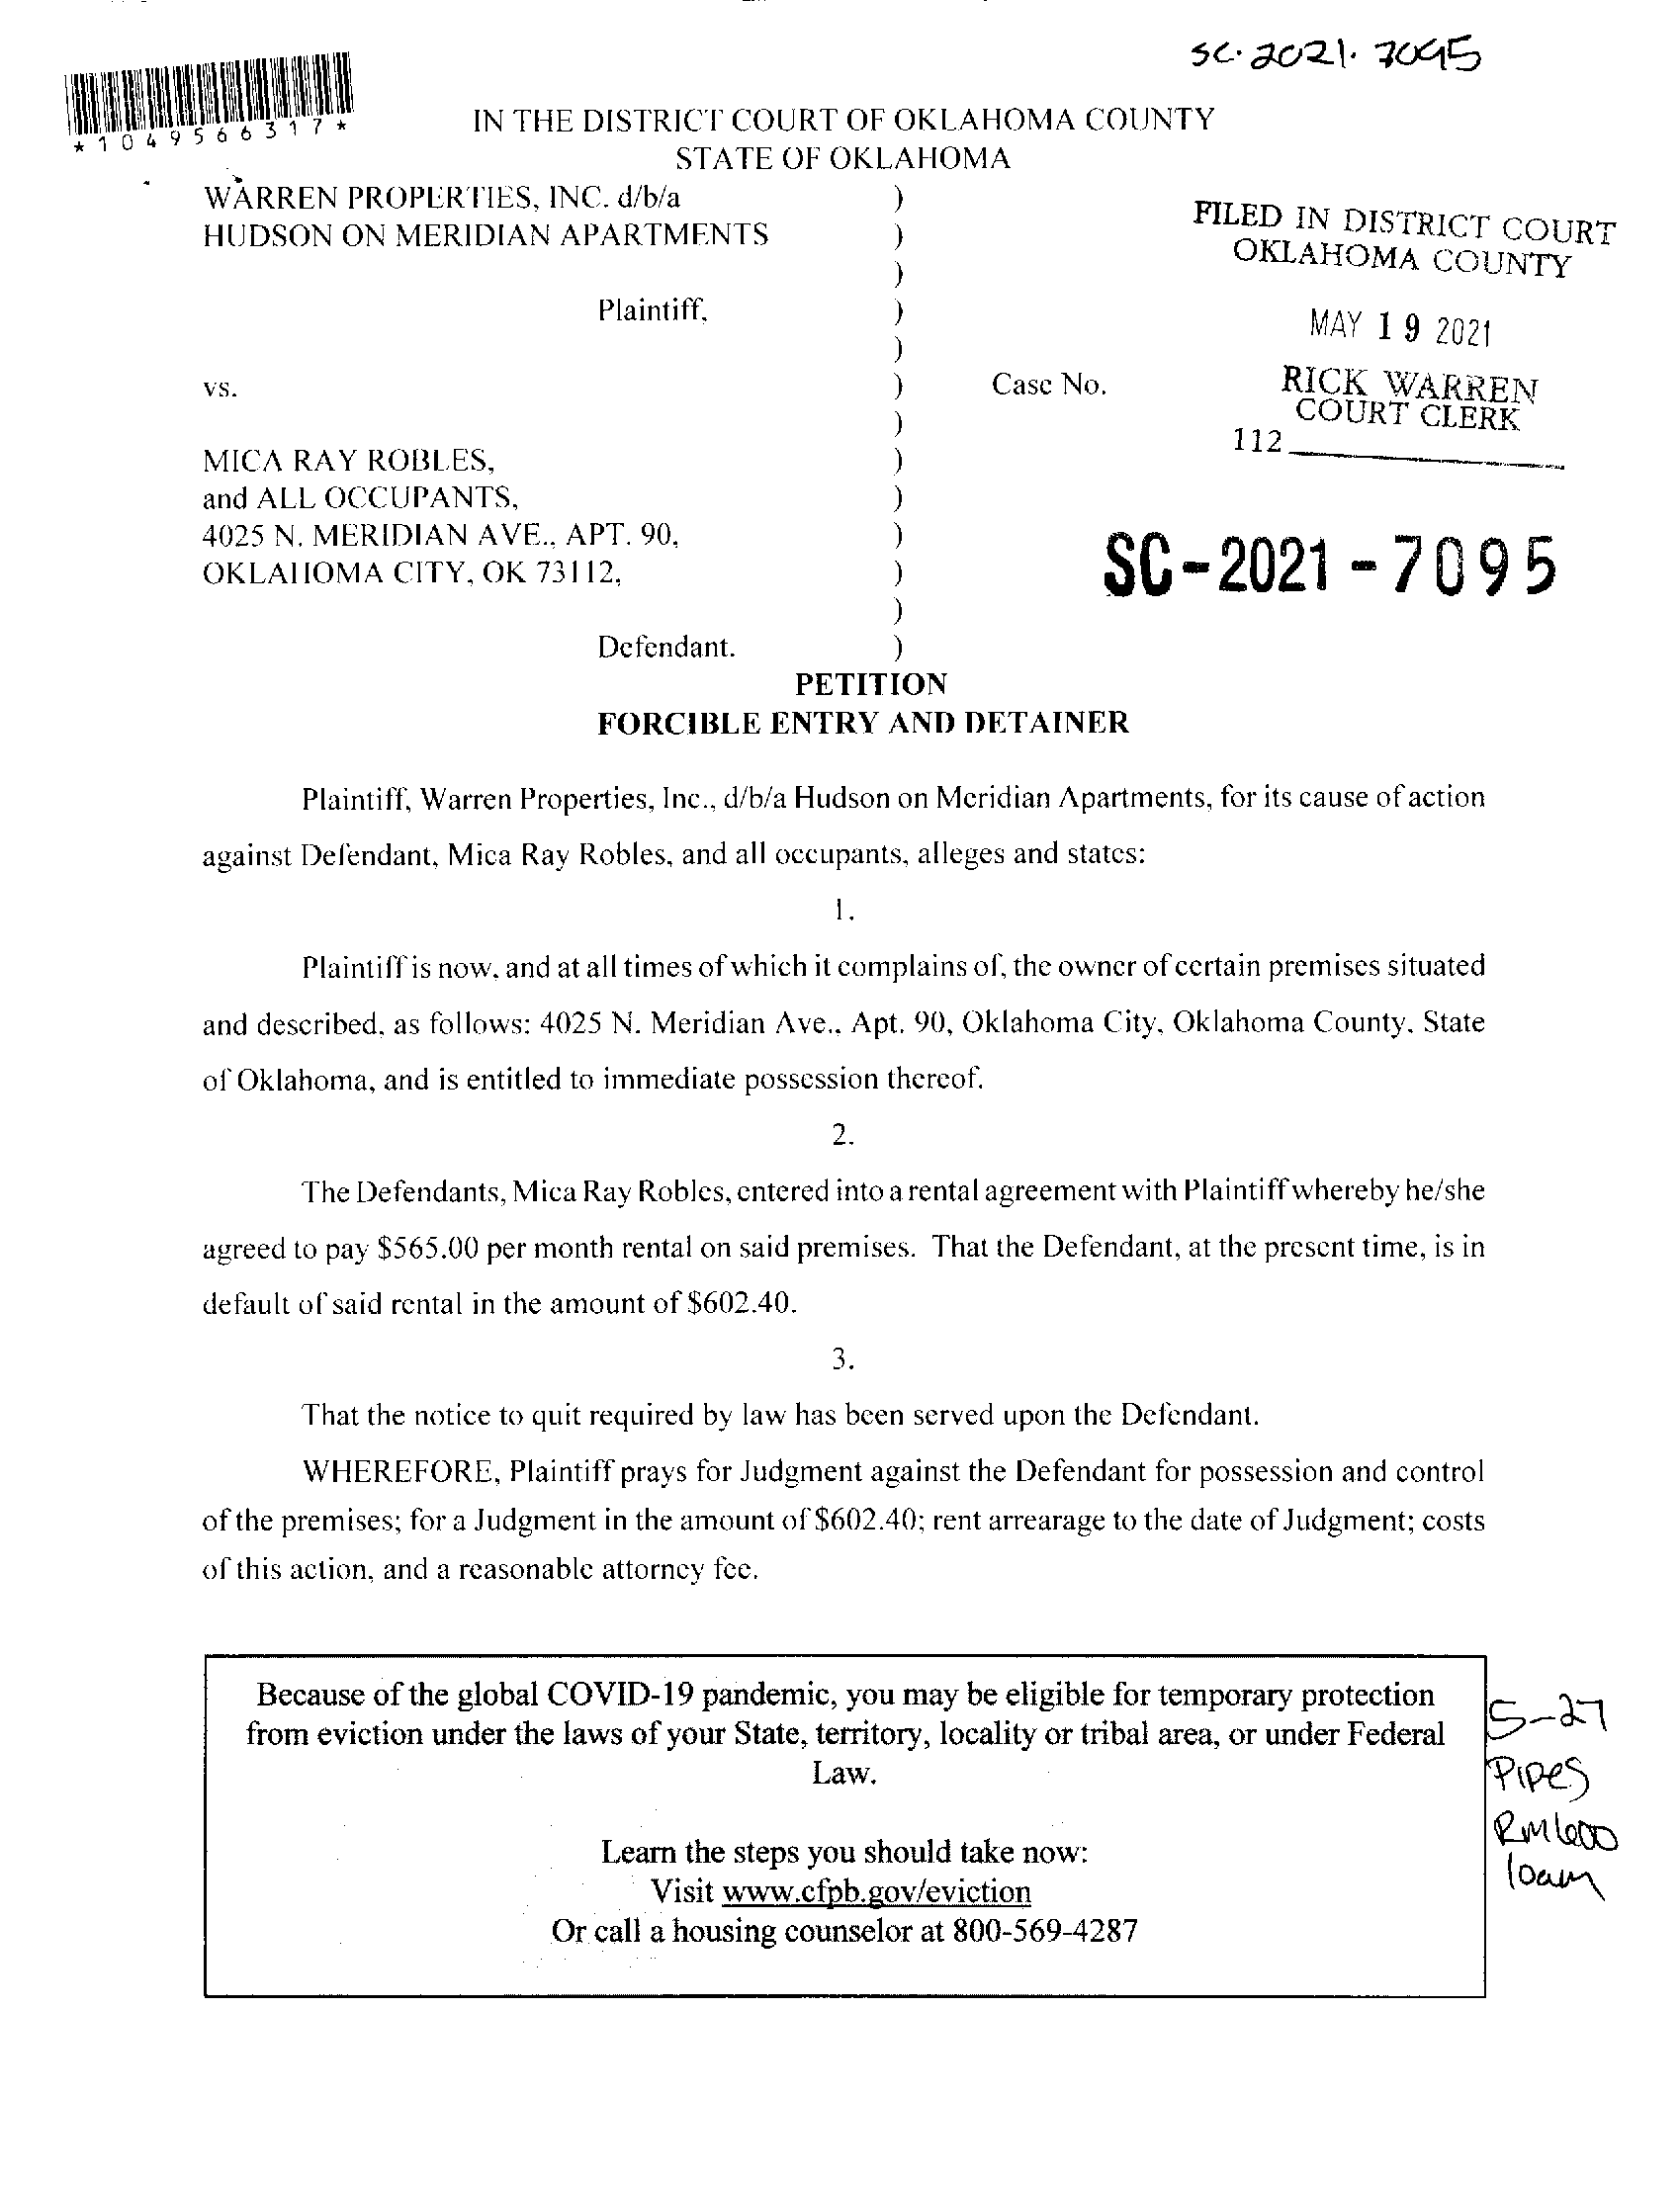 SC-2021-7095
*1049566317*
IN THE DISTRICT COURT OF OKLAHOMA COUNTY
STATE OF OKLAHOMA
WARREN PROPERTIES, INC. d/b/a )
HUDSON ON MERIDIAN APARTMENTS )
)
Plaintiff, )
)
vs. ) Case No.
)
MICA RAY ROBLES, )
and ALL OCCUPANTS, )
4025 N. MERIDIAN AVE., APT. 90, )
OKLAHOMA CITY, OK 73112, )
)
Defendant. )
FILED IN DISTRICT COURT
OKLAHOMA COUNTY
MAY 19 2021
RICK WARREN
COURT CLERK
112
SC-2021-7095
PETITION
FORCIBLE ENTRY AND DETAINER
Plaintiff, Warren Properties, Inc., d/b/a Hudson on Meridian Apartments, for its cause of action
against Defendant, Mica Ray Robles, and all occupants, alleges and states:
1.
Plaintiff is now, and at all times of which it complains of, the owner of certain premises situated
and described, as follows: 4025 N. Meridian Ave., Apt. 90, Oklahoma City, Oklahoma County, State
of Oklahoma, and is entitled to immediate possession thereof.
2.
The Defendants, Mica Ray Robles, entered into a rental agreement with Plaintiff whereby he/she
agreed to pay $565.00 per month rental on said premises. That the Defendant, at the present time, is in
default of said rental in the amount of $602.40.
3.
That the notice to quit required by law has been served upon the Defendant.
WHEREFORE, Plaintiff prays for Judgment against the Defendant for possession and control
of the premises; for a Judgment in the amount of $602.40; rent arrearage to the date of Judgment; costs
of this action, and a reasonable attorney fee.
Because of the global COVID-19 pandemic, you may be eligible for temporary protection
from eviction under the laws of your State, territory, locality or tribal area, or under Federal
Law.
Learn the steps you should take now:
Visit www.cfpb.gov/eviction
Or call a housing counselor at 800-569-4287
5-27
Pipes
RM600
10am